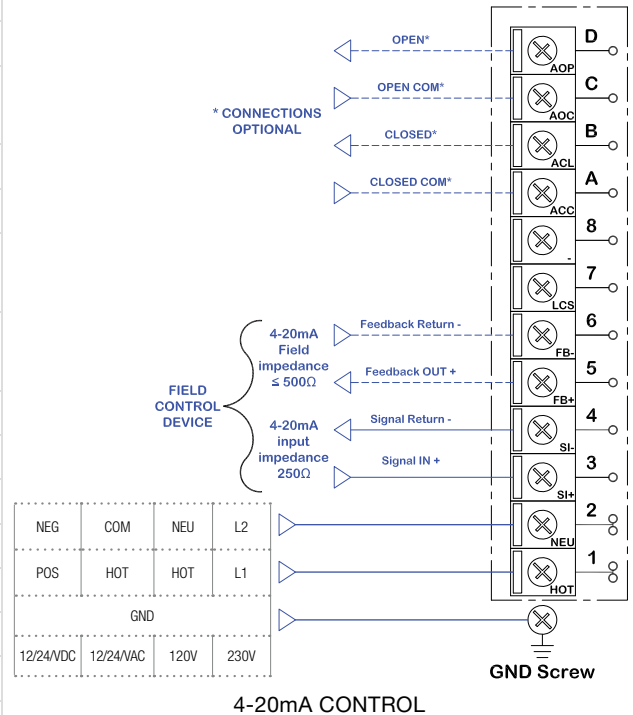 OPEN*
D
AOP
OPEN COM*
C
AOC
* CONNECTIONS
OPTIONAL
CLOSED*
B
ACL
CLOSED COM*
A
ACC
8
-
7
LCS
Feedback Return -
6
FB-
4-20mA
Field
impedance
≤ 500Ω
Feedback OUT +
5
FB+
FIELD
CONTROL
DEVICE
4-20mA
input
impedance
250Ω
Signal Return -
4
SI-
Signal IN +
3
SI+
NEG COM NEU L2
2
NEU
POS HOT HOT L1
1
HOT
GND
12/24/VDC 12/24/VAC 120V 230V
GND Screw
4-20mA CONTROL